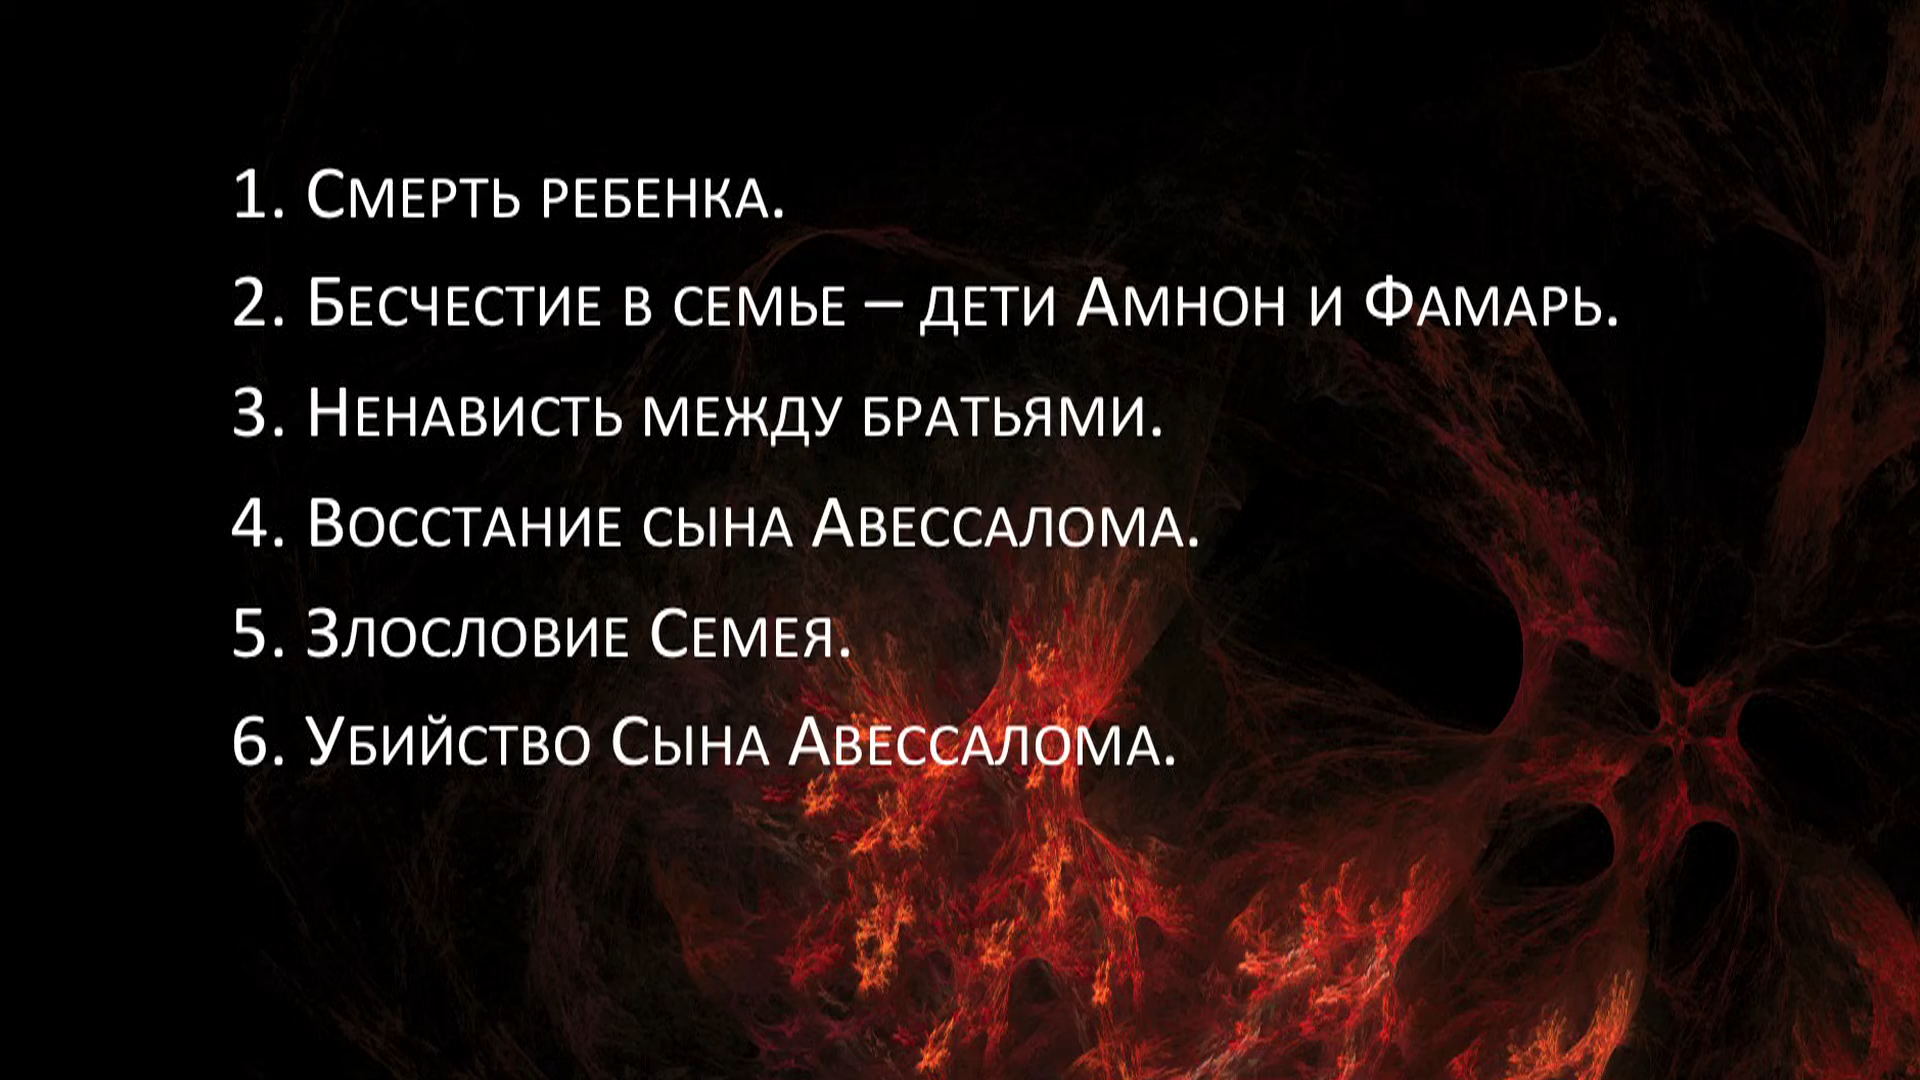 1. Смерть ребенка.
2. Бесчестие в семье – дети Амнон и Фамарь.
3. Ненависть между братьями.
4. Восстание сына Авессалома.
5. Злословие Семея.
6. Убийство Сына Авессалома.